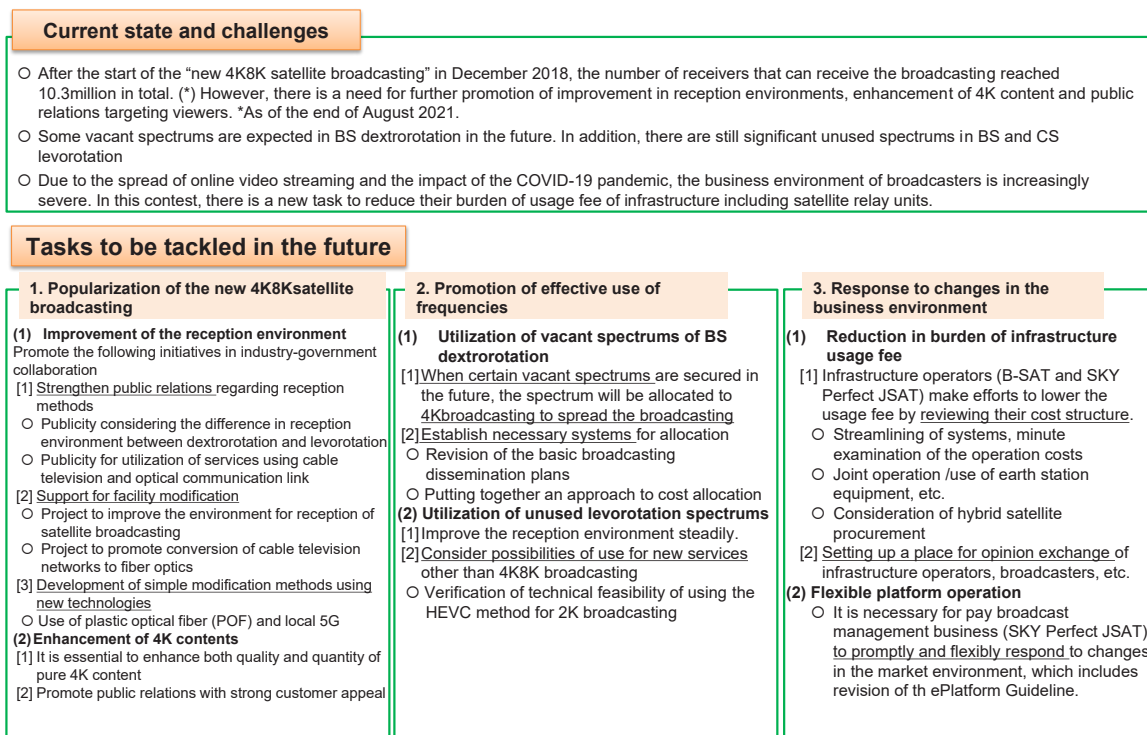 Current state and challenges
○ After the start of the “new 4K8K satellite broadcasting” in December 2018, the number of receivers that can receive the broadcasting reached
10.3million in total. (*) However, there is a need for further promotion of improvement in reception environments, enhancement of 4K content and public
relations targeting viewers. *As of the end of August 2021.
○ Some vacant spectrums are expected in BS dextrorotation in the future. In addition, there are still significant unused spectrums in BS and CS
levorotation
○ Due to the spread of online video streaming and the impact of the COVID-19 pandemic, the business environment of broadcasters is increasingly
severe. In this contest, there is a new task to reduce their burden of usage fee of infrastructure including satellite relay units.
Tasks to be tackled in the future
1. Popularization of the new 4K8Ksatellite
broadcasting
(1) Improvement of the reception environment
Promote the following initiatives in industry-government
collaboration
[1] Strengthen public relations regarding reception
methods
○ Publicity considering the difference in reception
environment between dextrorotation and levorotation
○ Publicity for utilization of services using cable
television and optical communication link
[2] Support for facility modification
○ Project to improve the environment for reception of
satellite broadcasting
○ Project to promote conversion of cable television
networks to fiber optics
[3] Development of simple modification methods using
new technologies
○ Use of plastic optical fiber (POF) and local 5G
(2) Enhancement of 4K contents
[1] It is essential to enhance both quality and quantity of
pure 4K content
[2] Promote public relations with strong customer appeal
2. Promotion of effective use of
frequencies
(1) Utilization of vacant spectrums of BS
dextrorotation
[1] When certain vacant spectrums are secured in
the future, the spectrum will be allocated to
4Kbroadcasting to spread the broadcasting
[2] Establish necessary systems for allocation
○ Revision of the basic broadcasting
dissemination plans
○ Putting together an approach to cost allocation
(2) Utilization of unused levorotation spectrums
[1] Improve the reception environment steadily.
[2] Consider possibilities of use for new services
other than 4K8K broadcasting
○ Verification of technical feasibility of using the
HEVC method for 2K broadcasting
3. Response to changes in the
business environment
(1) Reduction in burden of infrastructure
usage fee
[1] Infrastructure operators (B-SAT and SKY
Perfect JSAT) make efforts to lower the
usage fee by reviewing their cost structure.
○ Streamlining of systems, minute
examination of the operation costs
○ Joint operation /use of earth station
equipment, etc.
○ Consideration of hybrid satellite
procurement
[2] Setting up a place for opinion exchange of
infrastructure operators, broadcasters, etc.
(2) Flexible platform operation
○ It is necessary for pay broadcast
management business (SKY Perfect JSAT)
to promptly and flexibly respond to changes
in the market environment, which includes
revision of th ePlatform Guideline.